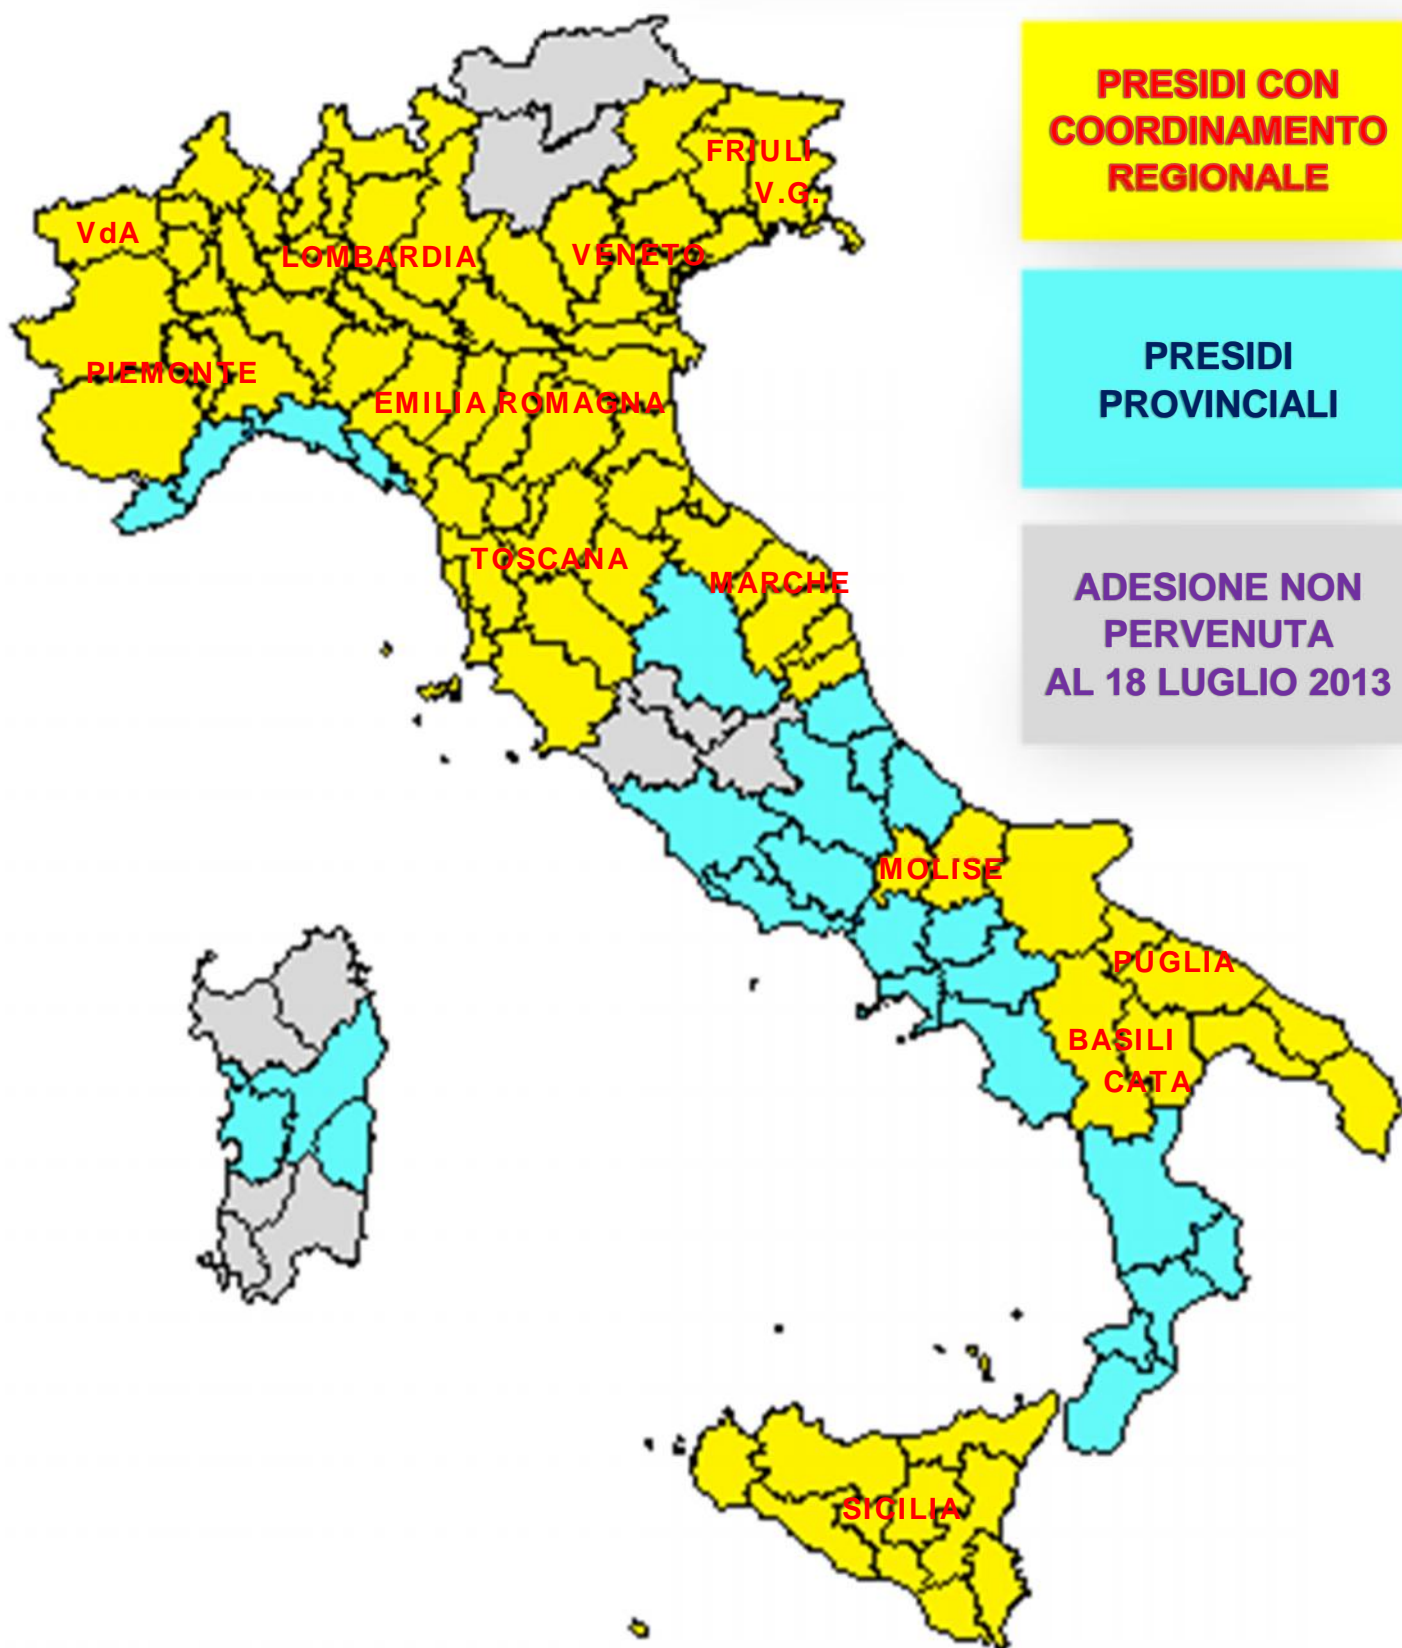 PRESIDI CON
COORDINAMENTO
REGIONALE
PRESIDI
PROVINCIALI
ADESIONE NON
PERVENUTA
AL 18 LUGLIO 2013
FRIULI
V.G.
VdA
LOMBARDIA
VENETO
PIEMONTE
EMILIA ROMAGNA
TOSCANA
MARCHE
MOLISE
PUGLIA
BASILI
CATA
SICILIA